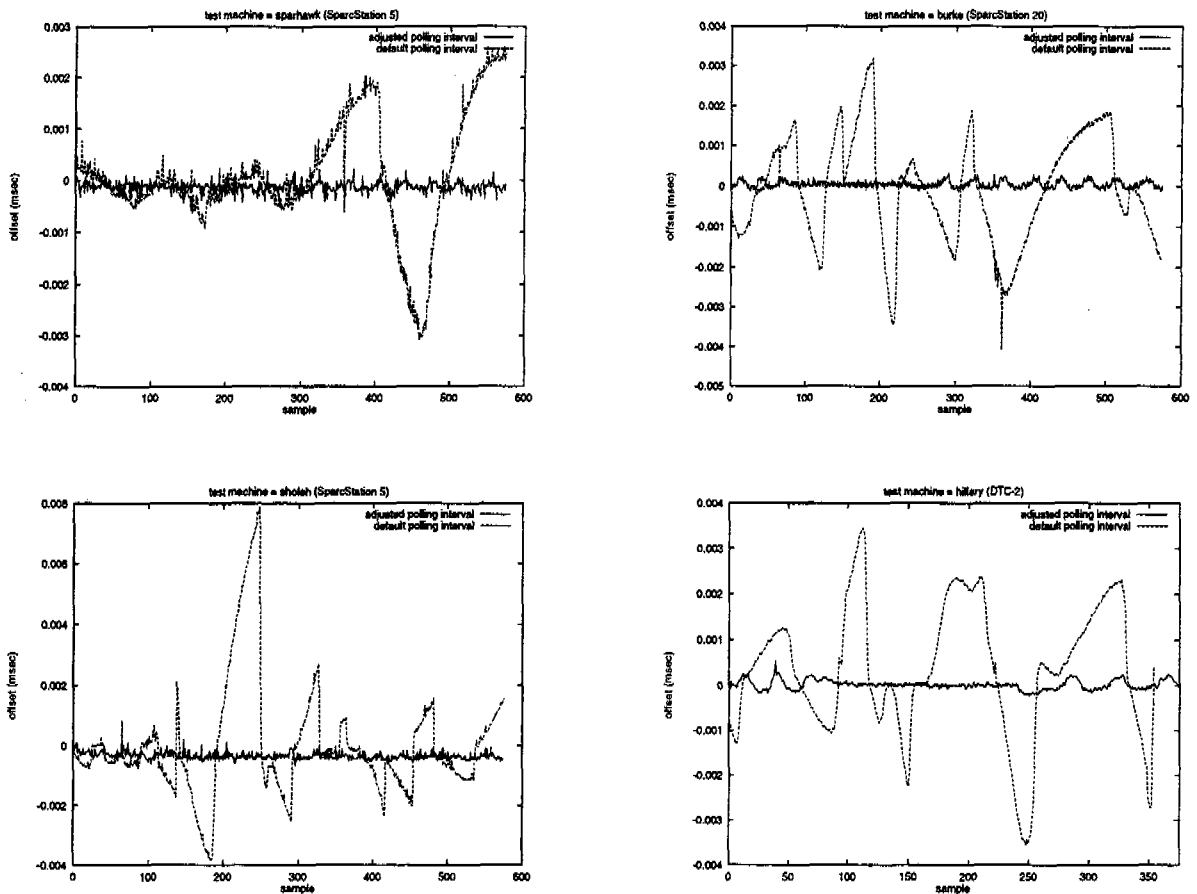 test machine = sparhawk (SparcStation 5)
0.003
0.002
0.001
0
-0.001
-0.002
-0.003
-0.004
offset (msec)
adjusted polling interval
default polling interval
0 100 200 300 400 500 600
sample
test machine = burke (SparcStation 20)
0.004
0.003
0.002
0.001
0
-0.001
-0.002
-0.003
-0.004
-0.005
offset (msec)
adjusted polling interval
default polling interval
0 100 200 300 400 500 600
sample
test machine = sholeh (SparcStation 5)
0.008
0.006
0.004
0.002
0
-0.002
-0.004
offset (msec)
adjusted polling interval
default polling interval
0 100 200 300 400 500 600
sample
test machine = hillary (DTC-2)
0.004
0.003
0.002
0.001
0
-0.001
-0.002
-0.003
-0.004
offset (msec)
adjusted polling interval
default polling interval
0 50 100 150 200 250 300 350
sample